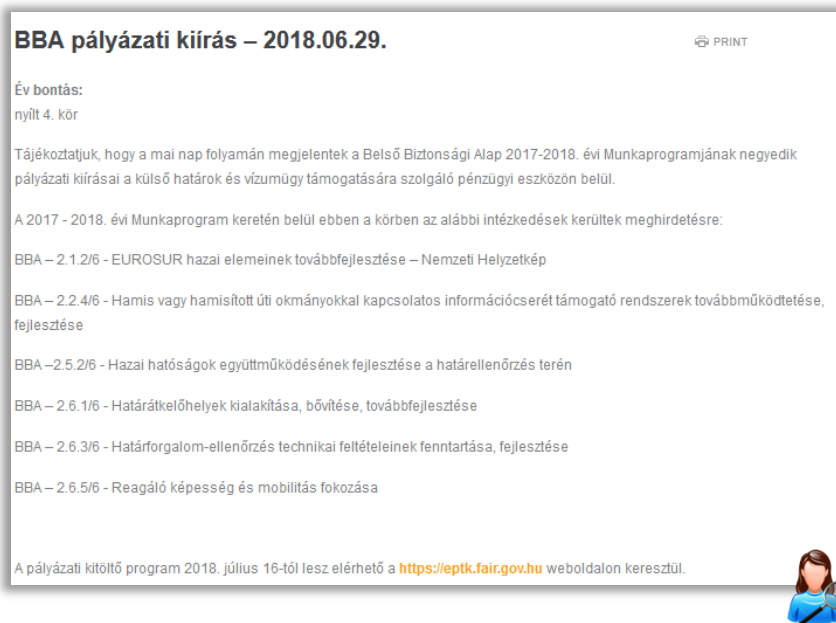 BBA pályázati kiírás – 2018.06.29.
PRINT
Év bontás:
nyílt 4. kör
Tájékoztatjuk, hogy a mai nap folyamán megjelentek a Belső Biztonsági Alap 2017-2018. évi Munkaprogramjának negyedik
pályázati kiírásai a külső határok és vízumügy támogatására szolgáló pénzügyi eszközön belül.
A 2017 - 2018. évi Munkaprogram keretén belül ebben a körben az alábbi intézkedések kerültek meghirdetésre:
BBA – 2.1.2/6 - EUROSUR hazai elemeinek továbbfejlesztése – Nemzeti Helyzetkép
BBA – 2.2.4/6 - Hamis vagy hamisított úti okmányokkal kapcsolatos információcserét támogató rendszerek továbbműködtetése,
fejlesztése
BBA –2.5.2/6 - Hazai hatóságok együttműködésének fejlesztése a határellenőrzés terén
BBA – 2.6.1/6 - Határátkelőhelyek kialakítása, bővítése, továbbfejlesztése
BBA – 2.6.3/6 - Határforgalom-ellenőrzés technikai feltételeinek fenntartása, fejlesztése
BBA – 2.6.5/6 - Reagáló képesség és mobilitás fokozása
A pályázati kitöltő program 2018. július 16-tól lesz elérhető a https://eptk.fair.gov.hu weboldalon keresztül.